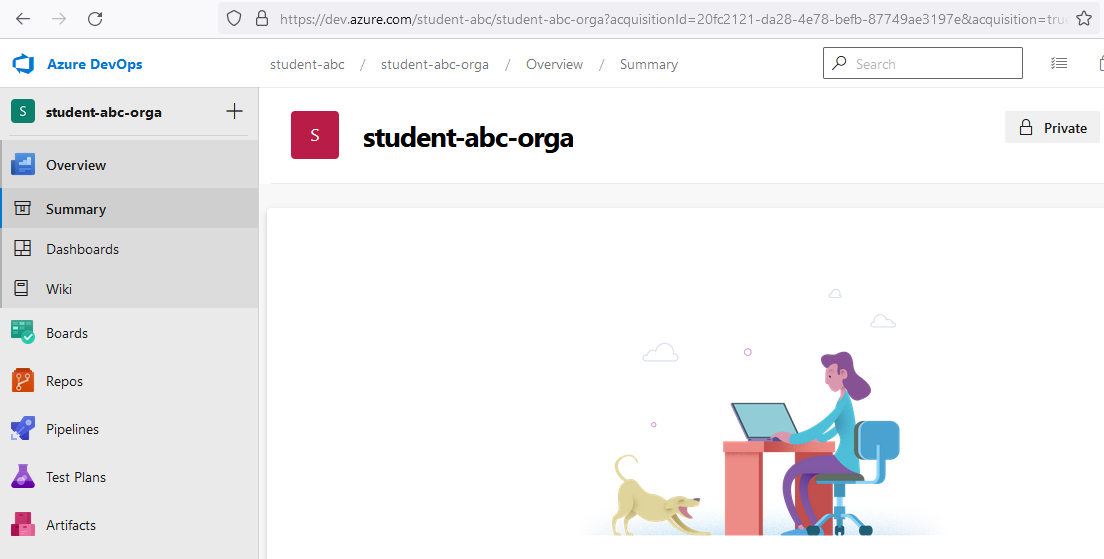 https://dev.azure.com/student-abc/student-abc-orga?acquisitionId=20fc2121-da28-4e78-befb-87749ae3197e&acquisition=tru
Azure DevOps
student-abc / student-abc-orga / Overview / Summary
Search
S student-abc-orga
S student-abc-orga
Private
Overview
Summary
Dashboards
Wiki
Boards
Repos
Pipelines
Test Plans
Artifacts